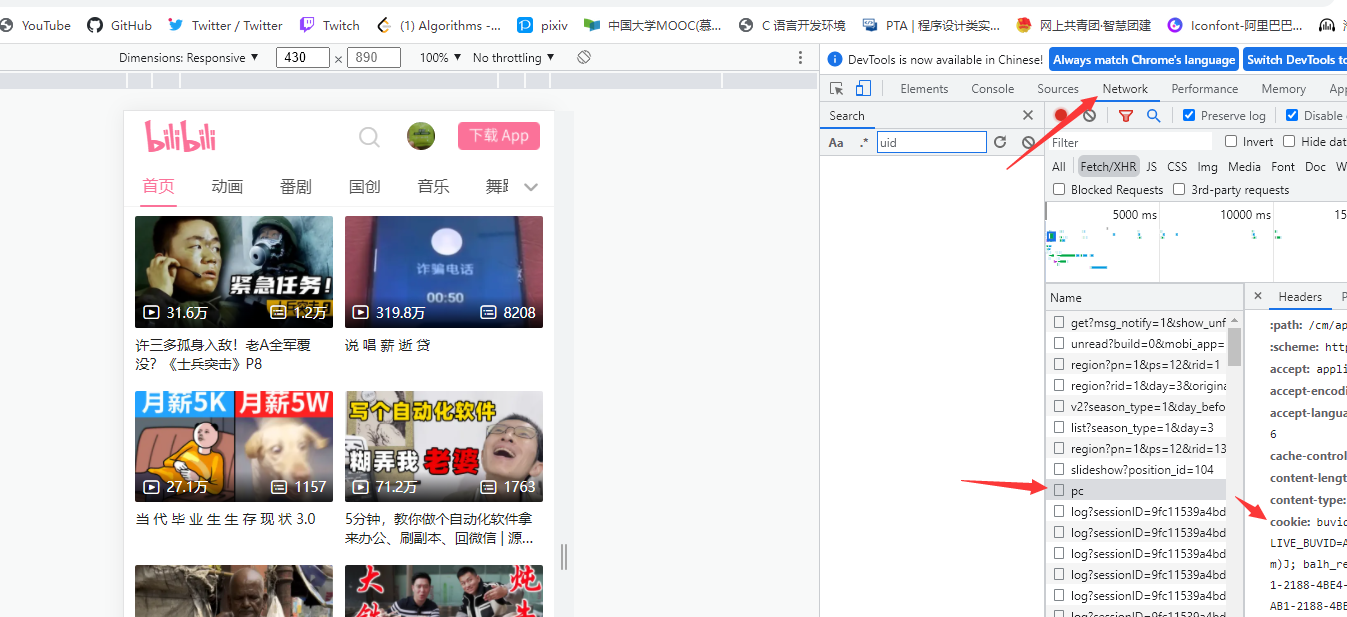 YouTube GitHub Twitter / Twitter Twitch (1) Algorithms -... pixiv 中国大学MOOC(慕... C 语言开发环境 PTA | 程序设计类实... 网上共青团·智慧团建 Iconfont-阿里巴巴...
Dimensions: Responsive ▼ 430 × 890 100% ▼ No throttling ▼
DevTools is now available in Chinese! Always match Chrome's language Switch DevTools to
Elements Console Sources Network Performance Memory App
Search
Preserve log Disable
Aa .* uid
Filter Invert Hide dat
All Fetch/XHR JS CSS Img Media Font Doc W
Blocked Requests 3rd-party requests
5000 ms 10000 ms 15
bilibili 下载 App
首页 动画 番剧 国创 音乐 舞
紧急任务!
士兵突击
31.6万 1.2万
诈骗电话
00:50
319.8万 8208
许三多孤身入敌！老A全军覆
没？《士兵突击》P8
说 唱 薪 逝 贷
月薪5K 月薪5W
27.1万 1157
写个自动化软件
糊弄我老婆
71.2万 1763
当 代 毕 业 生 生 存 现 状 3.0
5分钟，教你做个自动化软件拿
来办公、刷副本、回微信 | 源...
大 炖
Name
get?msg_notify=1&show_unf
unread?build=0&mobi_app=
region?pn=1&ps=12&rid=1
region?rid=1&day=3&origina
v2?season_type=1&day_befo
list?season_type=1&day=3
region?pn=1&ps=12&rid=13
slideshow?position_id=104
pc
log?sessionID=9fc11539a4bd
log?sessionID=9fc11539a4bd
log?sessionID=9fc11539a4bd
log?sessionID=9fc11539a4bd
log?sessionID=9fc11539a4bd
log?sessionID=9fc11539a4bd
× Headers P
:path: /cm/ap
:scheme: http
accept: appli
accept-encodi
accept-langua
6
cache-control
content-lengt
content-type:
cookie: buvid
LIVE_BUVID=A
m)J; balh_re
1-2188-4BE4-
AB1-2188-4BE